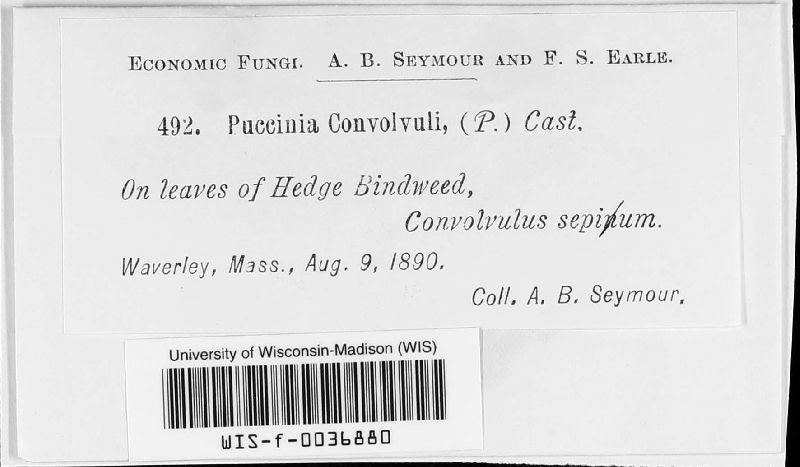 Economic Fungi. A. B. Seymour and F. S. Earle.
492. Puccinia Convolvuli, (P.) Cast.
On leaves of Hedge Bindweed,
Convolvulus sepium.
Waverley, Mass., Aug. 9, 1890.
Coll. A. B. Seymour.
University of Wisconsin-Madison (WIS)
WIS-f-0036880